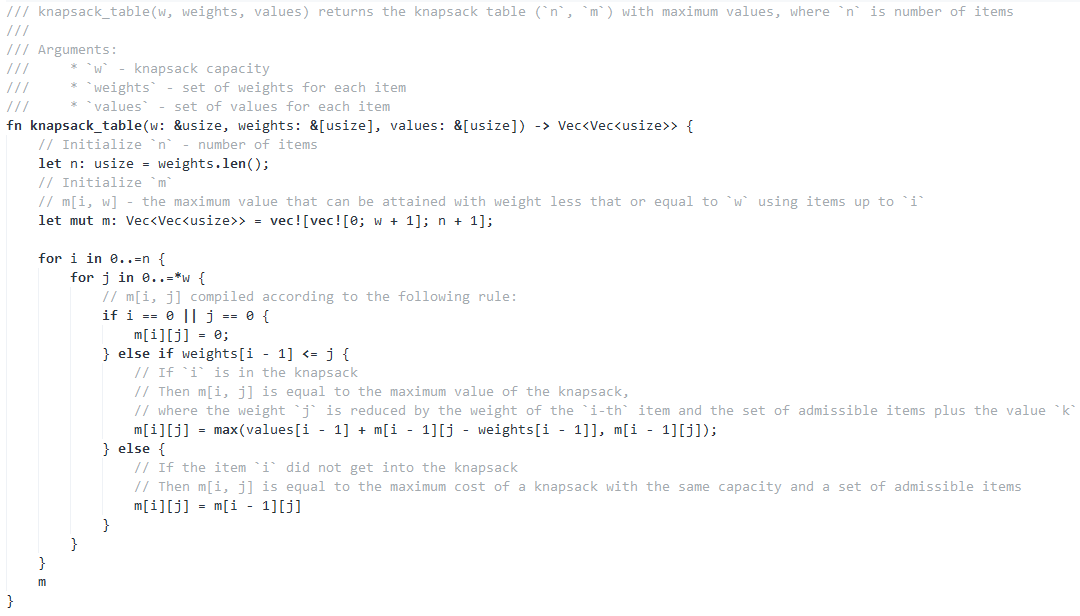 /// knapsack_table(w, weights, values) returns the knapsack table (`n`, `m`) with maximum values, where `n` is number of items
///
/// Arguments:
///     * `w` - knapsack capacity
///     * `weights` - set of weights for each item
///     * `values` - set of values for each item
fn knapsack_table(w: &usize, weights: &[usize], values: &[usize]) -> Vec<Vec<usize>> {
    // Initialize `n` - number of items
    let n: usize = weights.len();
    // Initialize `m`
    // m[i, w] - the maximum value that can be attained with weight less that or equal to `w` using items up to `i`
    let mut m: Vec<Vec<usize>> = vec![vec![0; w + 1]; n + 1];

    for i in 0..=n {
        for j in 0..=*w {
            // m[i, j] compiled according to the following rule:
            if i == 0 || j == 0 {
                m[i][j] = 0;
            } else if weights[i - 1] <= j {
                // If `i` is in the knapsack
                // Then m[i, j] is equal to the maximum value of the knapsack,
                // where the weight `j` is reduced by the weight of the `i-th` item and the set of admissible items plus the value `k`
                m[i][j] = max(values[i - 1] + m[i - 1][j - weights[i - 1]], m[i - 1][j]);
            } else {
                // If the item `i` did not get into the knapsack
                // Then m[i, j] is equal to the maximum cost of a knapsack with the same capacity and a set of admissible items
                m[i][j] = m[i - 1][j]
            }
        }
    }
    m
}